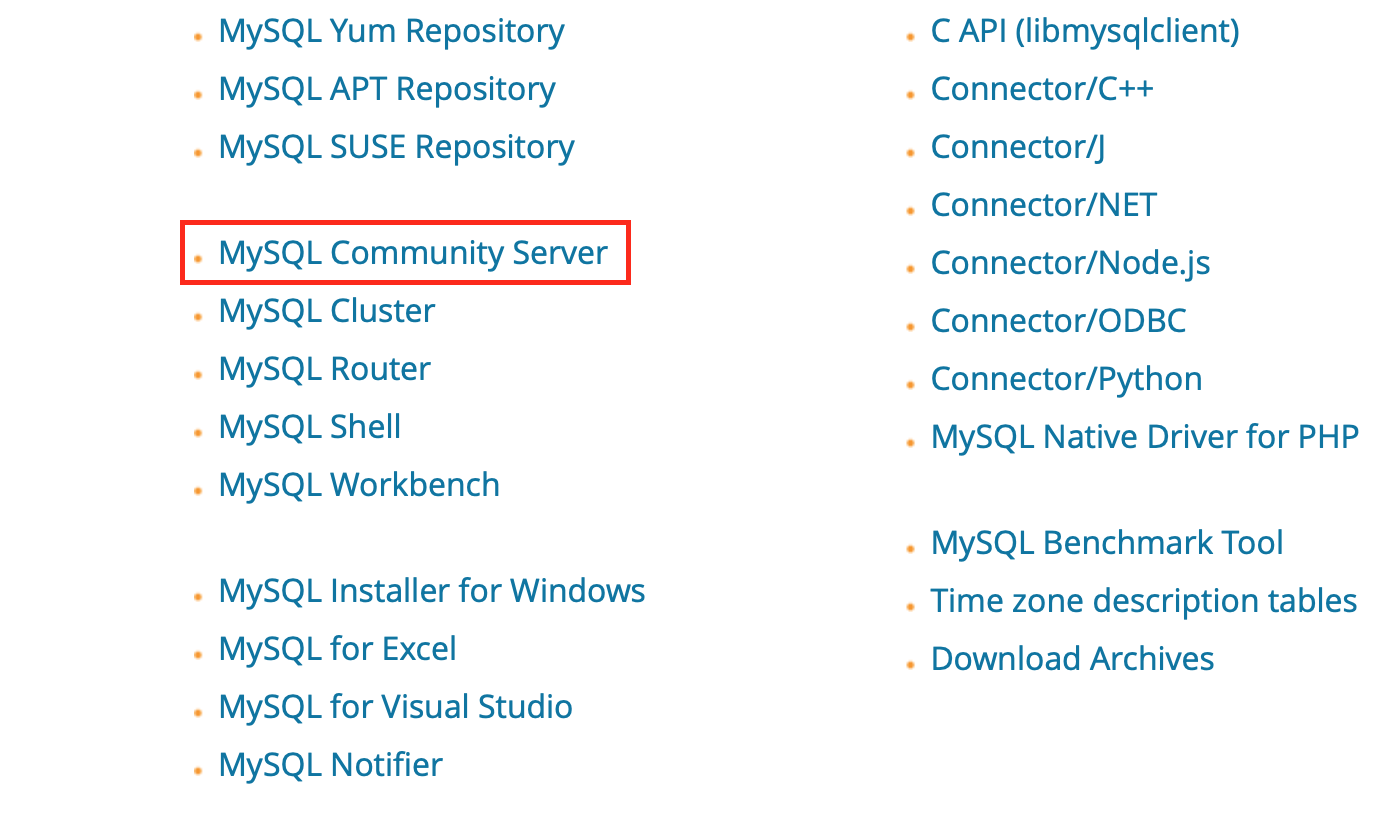 MySQL Yum Repository
MySQL APT Repository
MySQL SUSE Repository
MySQL Community Server
MySQL Cluster
MySQL Router
MySQL Shell
MySQL Workbench
MySQL Installer for Windows
MySQL for Excel
MySQL for Visual Studio
MySQL Notifier
C API (libmysqlclient)
Connector/C++
Connector/J
Connector/NET
Connector/Node.js
Connector/ODBC
Connector/Python
MySQL Native Driver for PHP
MySQL Benchmark Tool
Time zone description tables
Download Archives